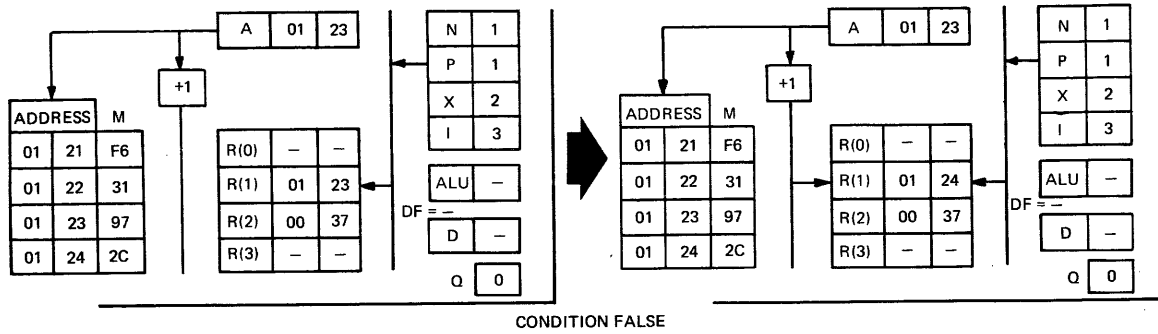 A 01 23
N 1
P 1
X 2
I 3
+1
ADDRESS M
01 21 F6
01 22 31
01 23 97
01 24 2C
R(0) – –
R(1) 01 23
R(2) 00 37
R(3) – –
ALU –
DF = –
D –
Q 0
A 01 23
N 1
P 1
X 2
I 3
+1
ADDRESS M
01 21 F6
01 22 31
01 23 97
01 24 2C
R(0) – –
R(1) 01 24
R(2) 00 37
R(3) – –
ALU –
DF = –
D –
Q 0
CONDITION FALSE